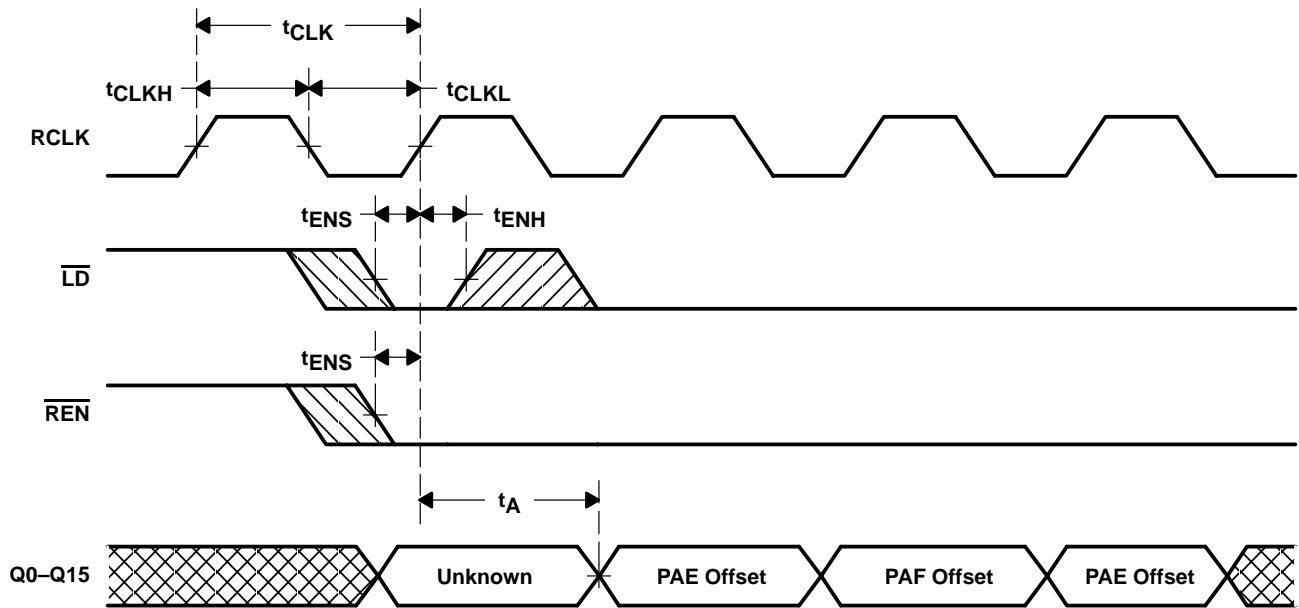 tCLK
tCLKH
tCLKL
RCLK
tENS
tENH
LD
tENS
REN
tA
Q0–Q15
Unknown
PAE Offset
PAF Offset
PAE Offset